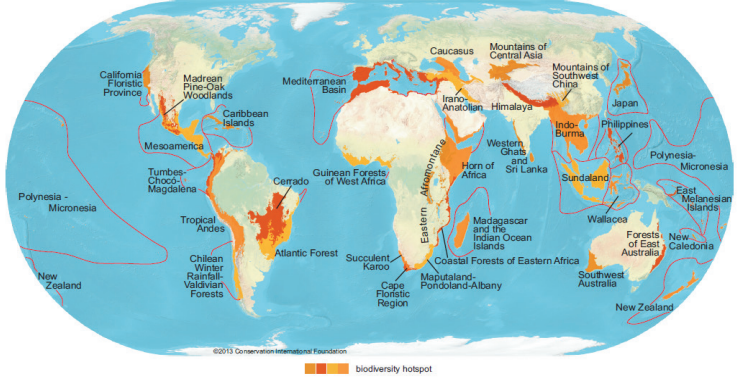 California
Floristic
Province
Madrean
Pine-Oak
Woodlands
Caribbean
Islands
Mesoamerica
Tumbes-
Chocó-
Magdalena
Polynesia -
Micronesia
Tropical
Andes
Cerrado
Atlantic Forest
Chilean
Winter
Rainfall-
Valdivian
Forests
New
Zealand
Mediterranean
Basin
Caucasus
Mountains of
Central Asia
Mountains of
Southwest
China
Irano-
Anatolian
Himalaya
Japan
Indo-
Burma
Philippines
Western
Ghats
and
Sri Lanka
Guinean Forests
of West Africa
Eastern Afromontane
Horn of
Africa
Sundaland
Wallacea
Polynesia-
Micronesia
East
Melanesian
Islands
Madagascar
and the
Indian Ocean
Islands
Coastal Forests of Eastern Africa
Succulent
Karoo
Cape
Floristic
Region
Maputaland-
Pondoland-Albany
Forests
of East
Australia
New
Caledonia
Southwest
Australia
New Zealand
©2013 Conservation International Foundation
biodiversity hotspot